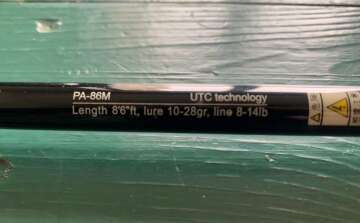 PA-86M UTC technology
Length 8'6"ft, lure 10-28gr, line 8-14lb